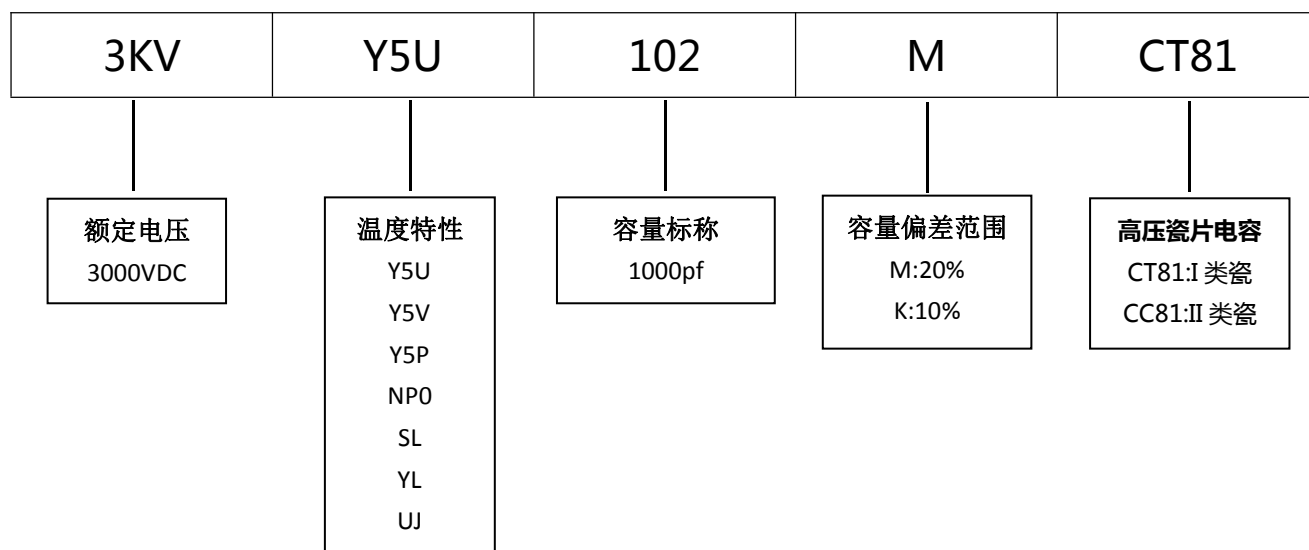 3KV Y5U 102 M CT81
额定电压
3000VDC
温度特性
Y5U
Y5V
Y5P
NP0
SL
YL
UJ
容量标称
1000pf
容量偏差范围
M:20%
K:10%
高压瓷片电容
CT81:I 类瓷
CC81:II 类瓷